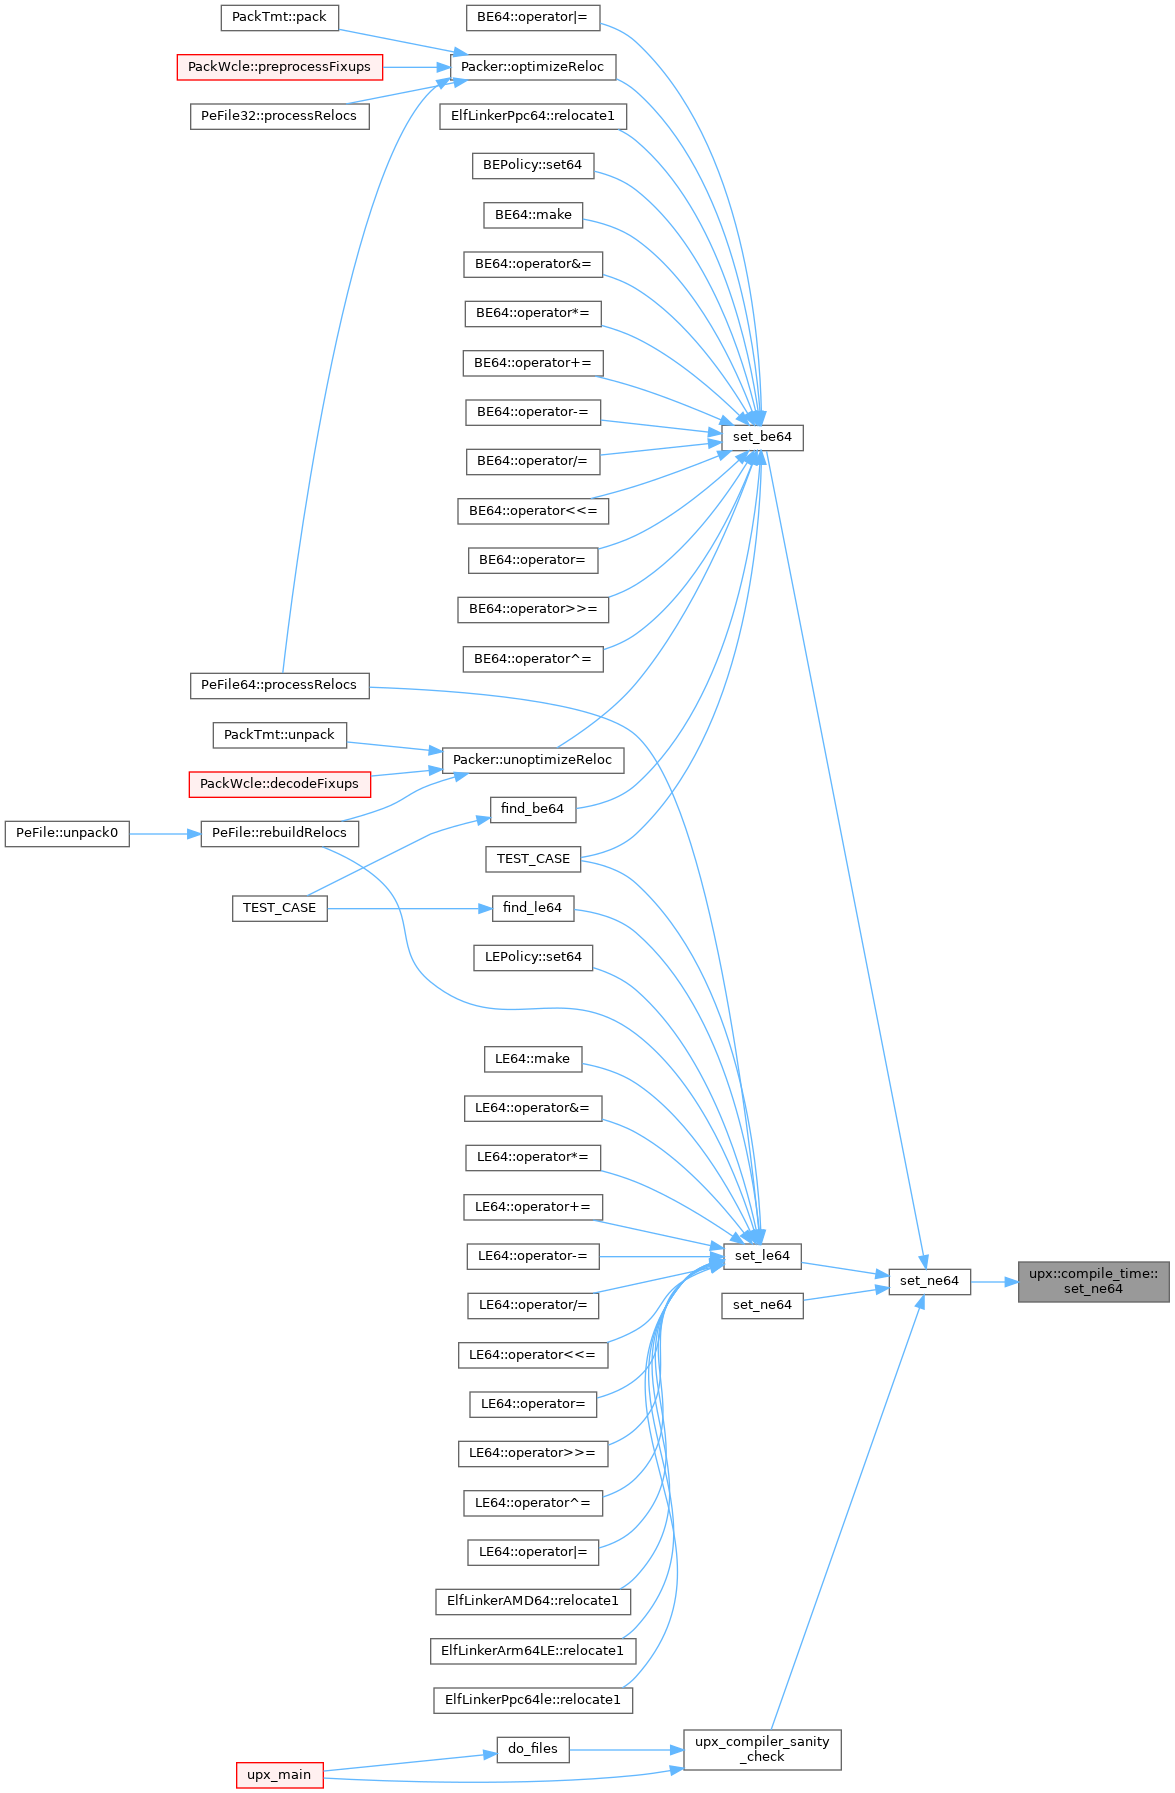 PackTmt::pack
BE64::operator|=
PackWcle::preprocessFixups
Packer::optimizeReloc
PeFile32::processRelocs
ElfLinkerPpc64::relocate1
BEPolicy::set64
BE64::make
BE64::operator&=
BE64::operator*=
BE64::operator+=
BE64::operator-=
set_be64
BE64::operator/=
BE64::operator<<=
BE64::operator=
BE64::operator>>=
BE64::operator^=
PeFile64::processRelocs
PackTmt::unpack
Packer::unoptimizeReloc
PackWcle::decodeFixups
find_be64
PeFile::unpack0
PeFile::rebuildRelocs
TEST_CASE
TEST_CASE
find_le64
LEPolicy::set64
LE64::make
LE64::operator&=
LE64::operator*=
LE64::operator+=
LE64::operator-=
set_le64
set_ne64
upx::compile_time::
set_ne64
LE64::operator/=
set_ne64
LE64::operator<<=
LE64::operator=
LE64::operator>>=
LE64::operator^=
LE64::operator|=
ElfLinkerAMD64::relocate1
ElfLinkerArm64LE::relocate1
ElfLinkerPpc64le::relocate1
upx_compiler_sanity
_check
do_files
upx_main